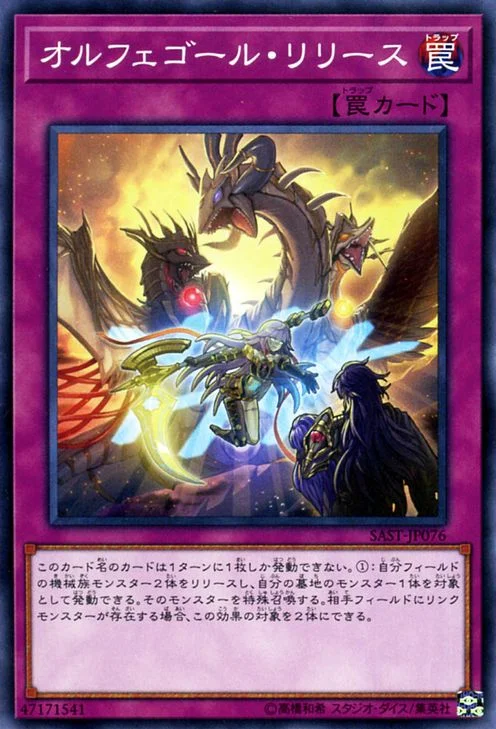 オルフェゴール・リリース
罠
トラップ
【罠カード】
トラップ
SAST-JP076
このカード名のカードは1ターンに1枚しか発動できない。①：自分フィールド
の機械族モンスター2体をリリースし、自分の墓地のモンスター1体を対象
として発動できる。そのモンスターを特殊召喚する。相手フィールドにリンク
モンスターが存在する場合、この効果の対象を2体にできる。
47171541
©高橋和希 スタジオ・ダイス/集英社